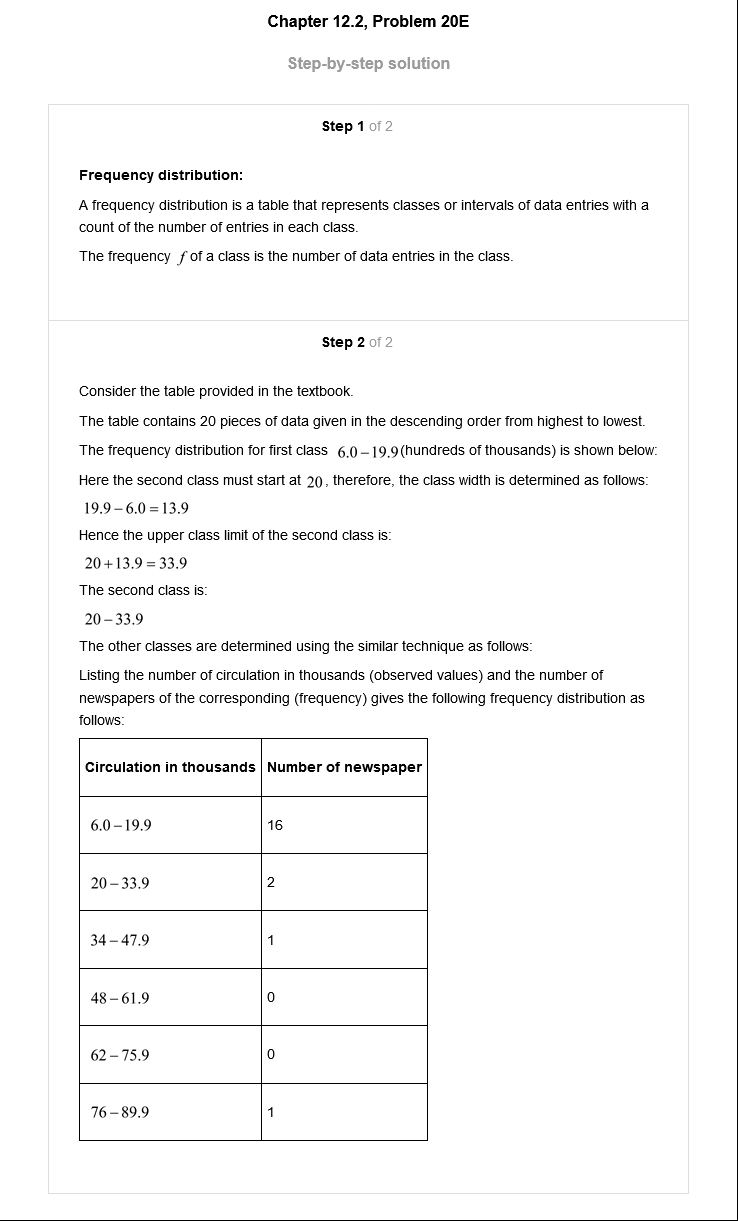 Chapter 12.2, Problem 20E
Step-by-step solution
Step 1 of 2
Frequency distribution:
A frequency distribution is a table that represents classes or intervals of data entries with a
count of the number of entries in each class.
The frequency f of a class is the number of data entries in the class.
Step 2 of 2
Consider the table provided in the textbook.
The table contains 20 pieces of data given in the descending order from highest to lowest.
The frequency distribution for first class 6.0 – 19.9 (hundreds of thousands) is shown below:
Here the second class must start at 20, therefore, the class width is determined as follows:
19.9 – 6.0 = 13.9
Hence the upper class limit of the second class is:
20 + 13.9 = 33.9
The second class is:
20 – 33.9
The other classes are determined using the similar technique as follows:
Listing the number of circulation in thousands (observed values) and the number of
newspapers of the corresponding (frequency) gives the following frequency distribution as
follows:
Circulation in thousands Number of newspaper
6.0 – 19.9 16
20 – 33.9 2
34 – 47.9 1
48 – 61.9 0
62 – 75.9 0
76 – 89.9 1